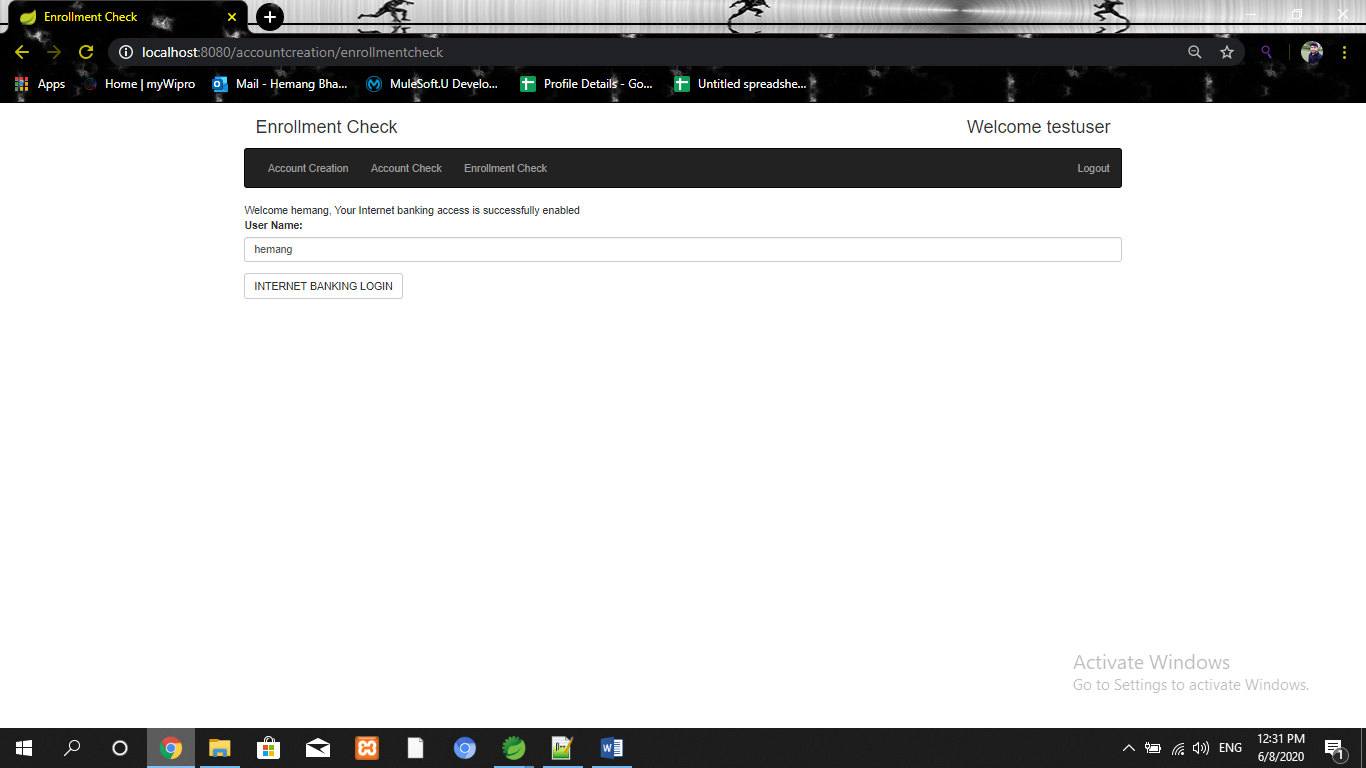 Enrollment Check
localhost:8080/accountcreation/enrollmentcheck
Apps Home | myWipro Mail - Hemang Bha... MuleSoft.U Develo... Profile Details - Go... Untitled spreadshe...
Enrollment Check Welcome testuser
Account Creation Account Check Enrollment Check Logout
Welcome hemang, Your Internet banking access is successfully enabled
User Name:
hemang
INTERNET BANKING LOGIN
Activate Windows
Go to Settings to activate Windows.
ENG 12:31 PM
6/8/2020
1